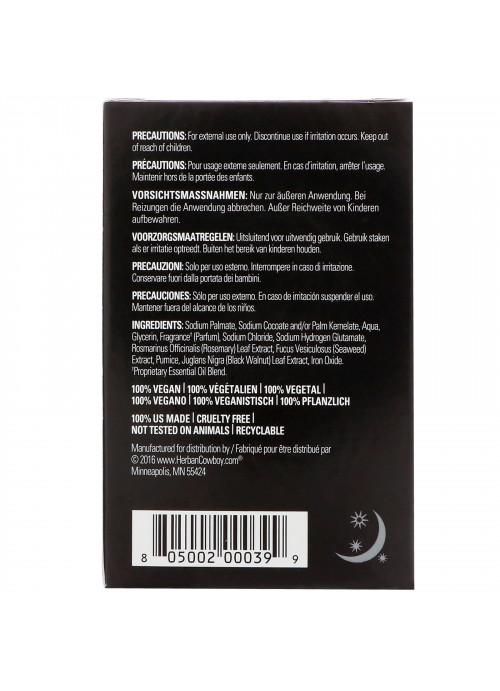 PRECAUTIONS: For external use only. Discontinue use if irritation occurs. Keep out
of reach of children.
PRÉCAUTIONS: Pour usage externe seulement. En cas d'irritation, arrêter l'usage.
Maintenir hors de la portée des enfants.
VORSICHTSMASSNAHMEN: Nur zur äußeren Anwendung. Bei
Reizungen die Anwendung abbrechen. Außer Reichweite von Kinderen
aufbewahren.
VOORZORGSMAATREGELEN: Uitsluitend voor uitwendig gebruik. Gebruik staken
als er irritatie optreedt. Buiten het bereik van kinderen houden.
PRECAUZIONI: Solo per uso esterno. Interrompere in caso di irritazione.
Conservare fuori dalla portata dei bambini.
PRECAUCIONES: Sólo por uso externo. En caso de irritación suspender el uso.
Mantener fuera del alcance de los niños.
INGREDIENTS: Sodium Palmate, Sodium Cocoate and/or Palm Kernelate, Aqua,
Glycerin, Fragrance¹ (Parfum), Sodium Chloride, Sodium Hydrogen Glutamate,
Rosmarinus Officinalis (Rosemary) Leaf Extract, Fucus Vesiculosus (Seaweed)
Extract, Pumice, Juglans Nigra (Black Walnut) Leaf Extract, Iron Oxide.
¹Proprietary Essential Oil Blend.
100% VEGAN | 100% VÉGÉTALIEN | 100% VEGETAL |
100% VEGANO | 100% VEGANISTISCH | 100% PFLANZLICH
100% US MADE | CRUELTY FREE |
NOT TESTED ON ANIMALS | RECYCLABLE
Manufactured for distribution by / Fabriqué pour être distribué par
© 2016 www.HerbanCowboy.com®
Minneapolis, MN 55424
8 05002 00039 9